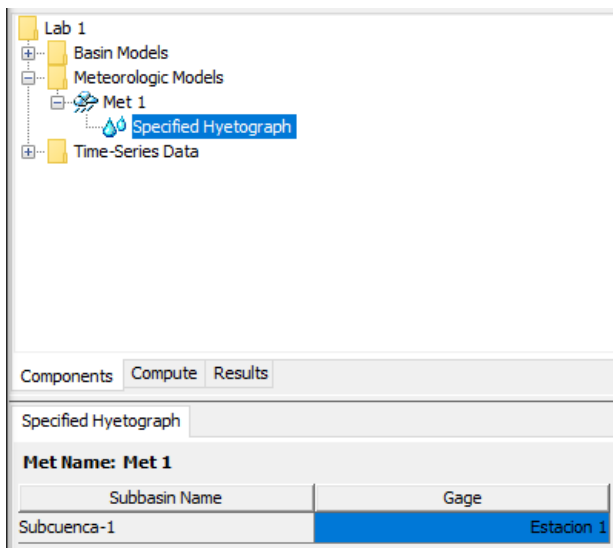 Lab 1
Basin Models
Meteorologic Models
Met 1
Specified Hyetograph
Time-Series Data
Components Compute Results
Specified Hyetograph
Met Name: Met 1
Subbasin Name Gage
Subcuenca-1 Estacion 1